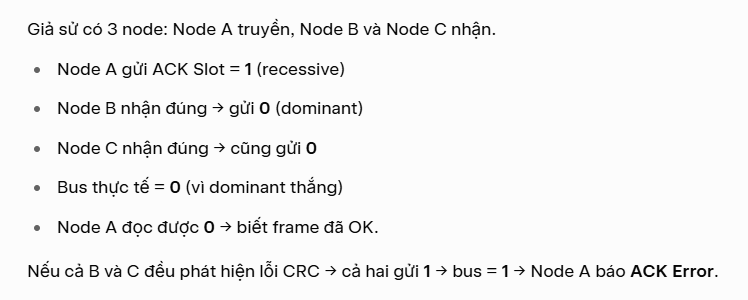 Giả sử có 3 node: Node A truyền, Node B và Node C nhận.
• Node A gửi ACK Slot = 1 (recessive)
• Node B nhận đúng → gửi 0 (dominant)
• Node C nhận đúng → cũng gửi 0
• Bus thực tế = 0 (vì dominant thắng)
• Node A đọc được 0 → biết frame đã OK.
Nếu cả B và C đều phát hiện lỗi CRC → cả hai gửi 1 → bus = 1 → Node A báo ACK Error.